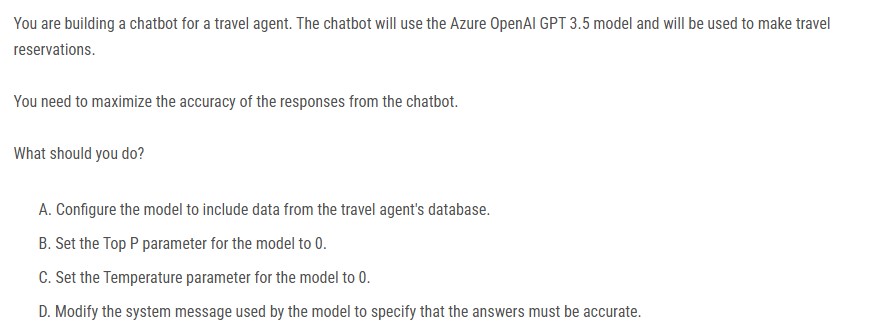 You are building a chatbot for a travel agent. The chatbot will use the Azure OpenAI GPT 3.5 model and will be used to make travel
reservations.
You need to maximize the accuracy of the responses from the chatbot.
What should you do?
A. Configure the model to include data from the travel agent's database.
B. Set the Top P parameter for the model to 0.
C. Set the Temperature parameter for the model to 0.
D. Modify the system message used by the model to specify that the answers must be accurate.